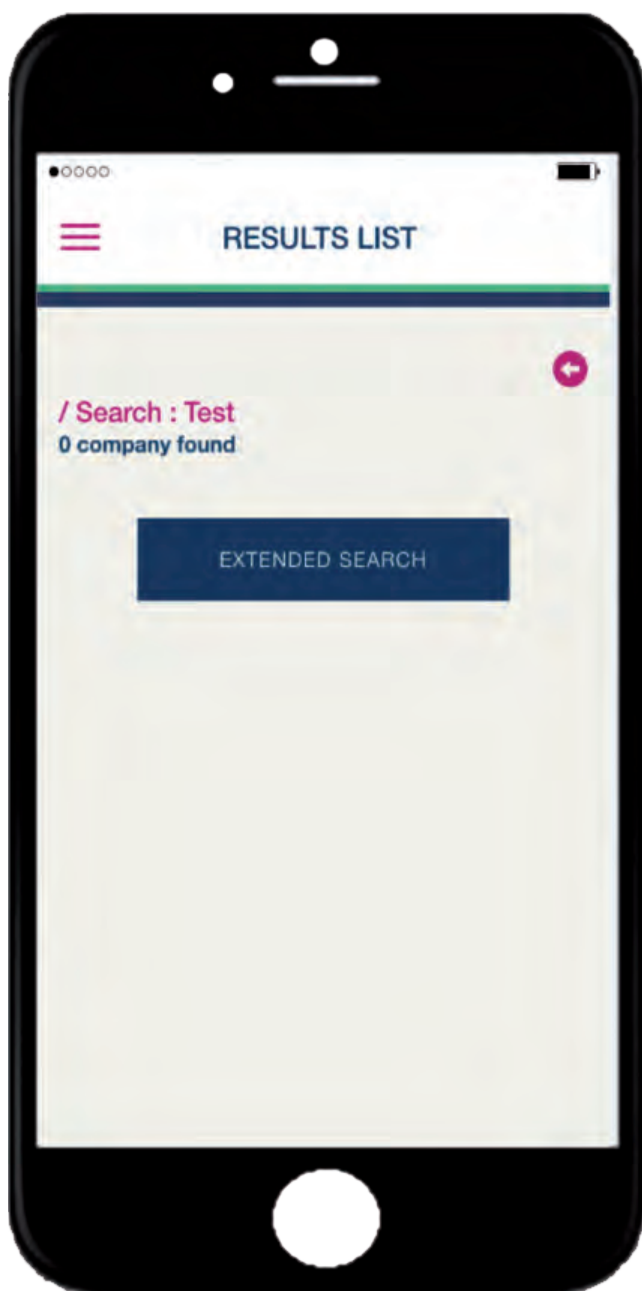 RESULTS LIST
/ Search : Test
0 company found
EXTENDED SEARCH